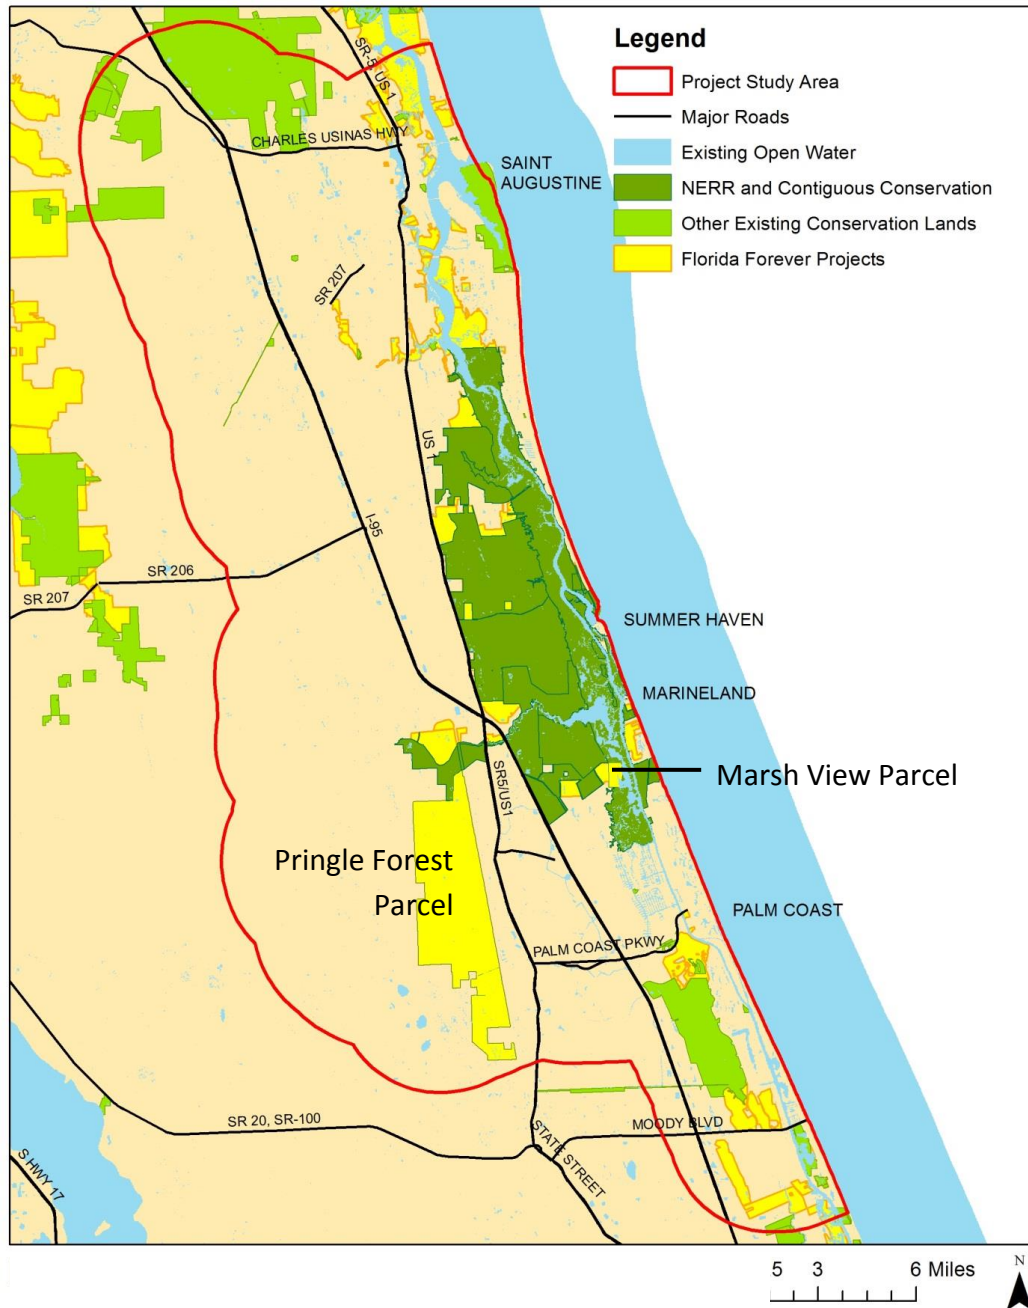 Legend
Project Study Area
Major Roads
Existing Open Water
NERR and Contiguous Conservation
Other Existing Conservation Lands
Florida Forever Projects
SR-5, US 1
CHARLES USINAS HWY
SAINT
AUGUSTINE
SR 207
US 1
I-95
SR 206
SR 207
SUMMER HAVEN
MARINELAND
SR5/US1
Marsh View Parcel
Pringle Forest
Parcel
PALM COAST
PALM COAST PKWY
SR 20, SR-100
MOODY BLVD
STATE STREET
S HWY 17
5 3 6 Miles
N